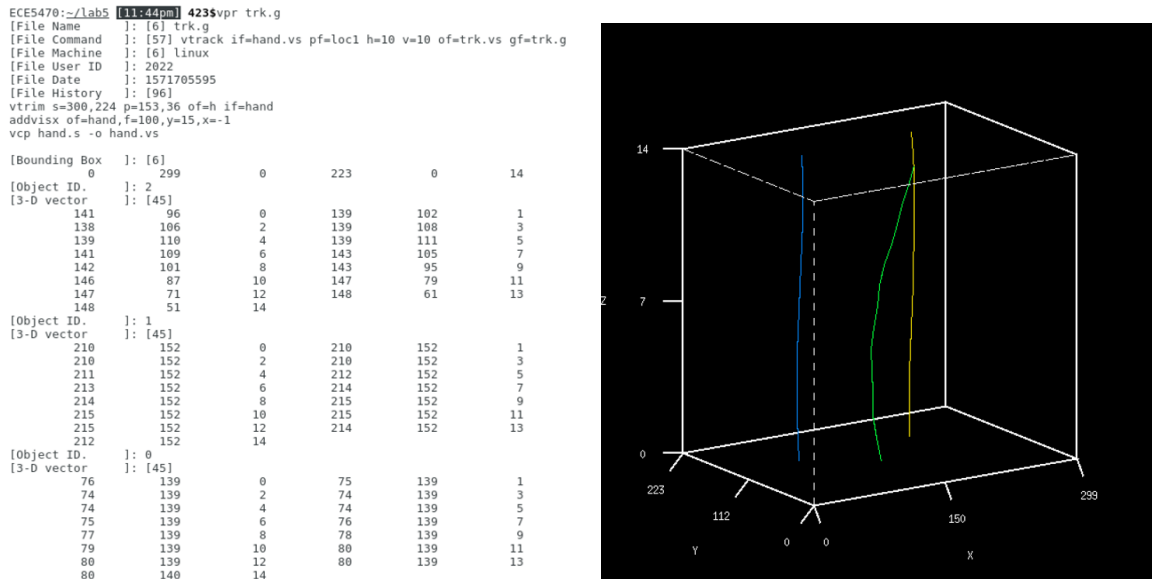 ECE5470:~/lab5 [11:44pm] 423$vpr trk.g
[File Name ]: [6] trk.g
[File Command ]: [57] vtrack if=hand.vs pf=loc1 h=10 v=10 of=trk.vs gf=trk.g
[File Machine ]: [6] linux
[File User ID ]: 2022
[File Date ]: 1571705595
[File History ]: [96]
vtrim s=300,224 p=153,36 of=h if=hand
addvisx of=hand,f=100,y=15,x=-1
vcp hand.s -o hand.vs
[Bounding Box ]: [6]
0 299 0 223 0 14
[Object ID. ]: 2
[3-D vector ]: [45]
141 96 0 139 102 1
138 106 2 139 108 3
139 110 4 139 111 5
141 109 6 143 105 7
142 101 8 143 95 9
146 87 10 147 79 11
147 71 12 148 61 13
148 51 14
[Object ID. ]: 1
[3-D vector ]: [45]
210 152 0 210 152 1
210 152 2 210 152 3
211 152 4 212 152 5
213 152 6 214 152 7
214 152 8 215 152 9
215 152 10 215 152 11
215 152 12 214 152 13
212 152 14
[Object ID. ]: 0
[3-D vector ]: [45]
76 139 0 75 139 1
74 139 2 74 139 3
74 139 4 74 139 5
75 139 6 76 139 7
77 139 8 78 139 9
79 139 10 80 139 11
80 139 12 80 139 13
80 140 14
14
Z 7
0
223
299
112
150
0 0
Y
X